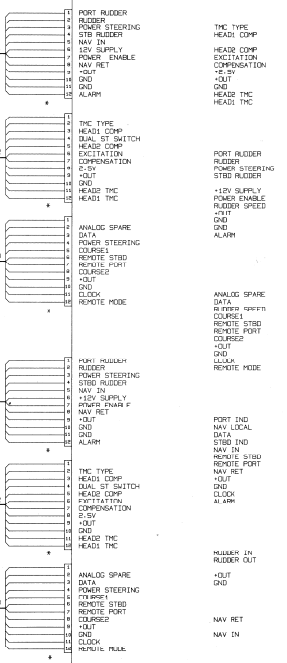 1 PORT RUDDER
2 RUDDER
3 POWER STEERING
4 STB RUDDER
5 NAV IN
6 12V SUPPLY
7 POWER ENABLE
8 NAV RET
9 +OUT
10 GND
11 GND
12 ALARM
*
1
2 TMC TYPE
3 HEAD1 COMP
4 DUAL ST SWITCH
5 HEAD2 COMP
6 EXCITATION
7 COMPENSATION
8 2.5V
9 +OUT
10 GND
11 HEAD2 TMC
12 HEAD1 TMC
*
1
2 ANALOG SPARE
3 DATA
4 POWER STEERING
5 COURSE1
6 REMOTE STBD
7 REMOTE PORT
8 COURSE2
9 +OUT
10 GND
11 CLOCK
12 REMOTE MODE
*
1 PORT RUDDER
2 RUDDER
3 POWER STEERING
4 STBD RUDDER
5 NAV IN
6 +12V SUPPLY
7 POWER ENABLE
8 NAV RET
9 +OUT
10 GND
11 GND
12 ALARM
*
1
2 TMC TYPE
3 HEAD1 COMP
4 DUAL ST SWITCH
5 HEAD2 COMP
6 EXCITATION
7 COMPENSATION
8 2.5V
9 +OUT
10 GND
11 HEAD2 TMC
12 HEAD1 TMC
*
1
2 ANALOG SPARE
3 DATA
4 POWER STEERING
5 COURSE1
6 REMOTE STBD
7 REMOTE PORT
8 COURSE2
9 +OUT
10 GND
11 CLOCK
12 REMOTE MODE
*
TMC TYPE
HEAD1 COMP
HEAD2 COMP
EXCITATION
COMPENSATION
+2.5V
+OUT
GND
HEAD2 TMC
HEAD1 TMC
PORT RUDDER
RUDDER
POWER STEERING
STBD RUDDER
+12V SUPPLY
POWER ENABLE
RUDDER SPEED
+OUT
GND
GND
ALARM
ANALOG SPARE
DATA
RUDDER SPEED
COURSE1
REMOTE STBD
REMOTE PORT
COURSE2
+OUT
GND
CLOCK
REMOTE MODE
PORT IND
NAV LOCAL
DATA
STBD IND
NAV IN
REMOTE STBD
REMOTE PORT
NAV RET
+OUT
GND
CLOCK
ALARM
RUDDER IN
RUDDER OUT
+OUT
GND
NAV RET
NAV IN